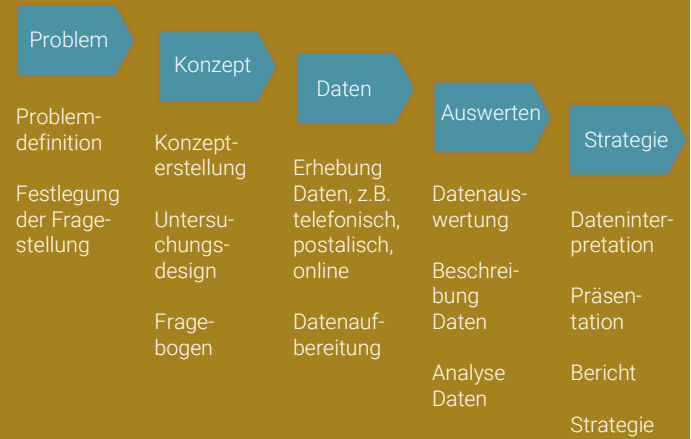 Problem
Problem-
definition
Festlegung
der Frage-
stellung
Konzept
Konzept-
erstellung
Untersu-
chungs-
design
Frage-
bogen
Daten
Erhebung
Daten, z.B.
telefonisch,
postalisch,
online
Datenauf-
bereitung
Auswerten
Datenaus-
wertung
Beschrei-
bung
Daten
Analyse
Daten
Strategie
Dateninter-
pretation
Präsen-
tation
Bericht
Strategie